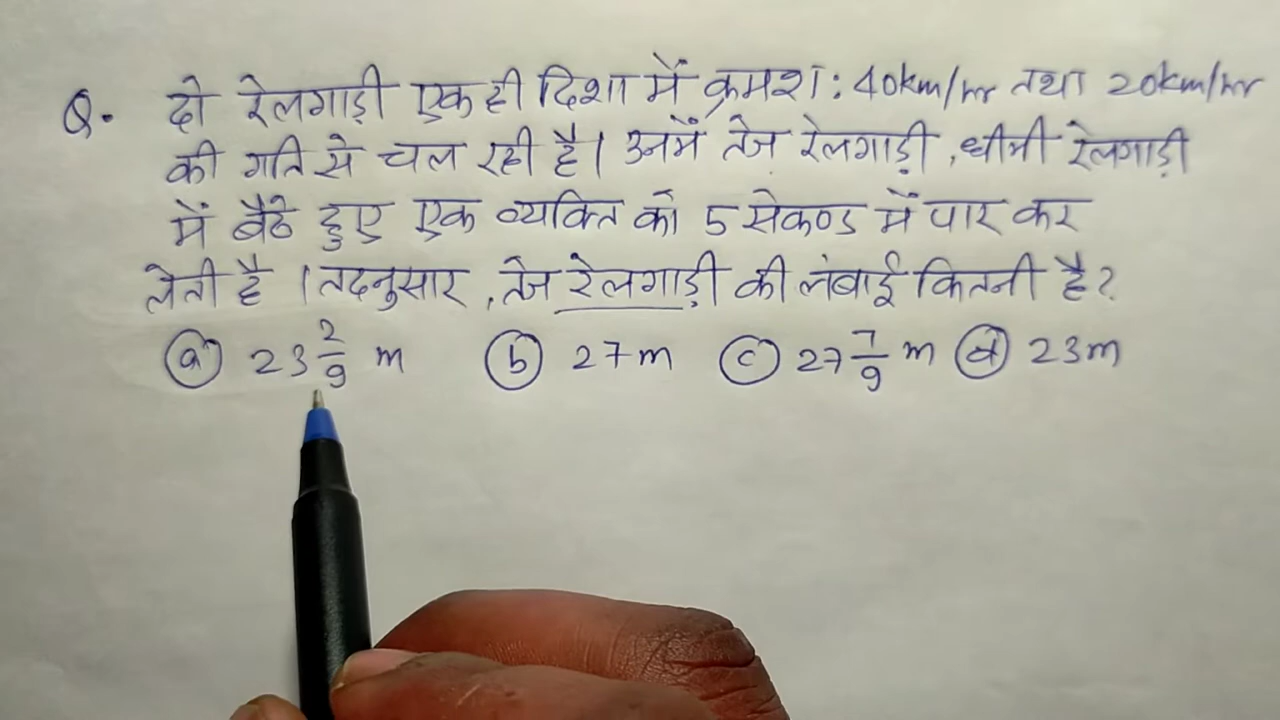 Q. दो रेलगाड़ी एक ही दिशा में क्रमश: 40km/hr तथा 20km/hr
की गति से चल रही है। उनमें तेज रेलगाड़ी, धीमी रेलगाड़ी
में बैठे हुए एक व्यक्ति को 5 सेकण्ड में पार कर
लेती है। तदनुसार, तेज रेलगाड़ी की लंबाई कितनी है?
(a) 23 2/9 m (b) 27m (c) 27 7/9 m (d) 23m